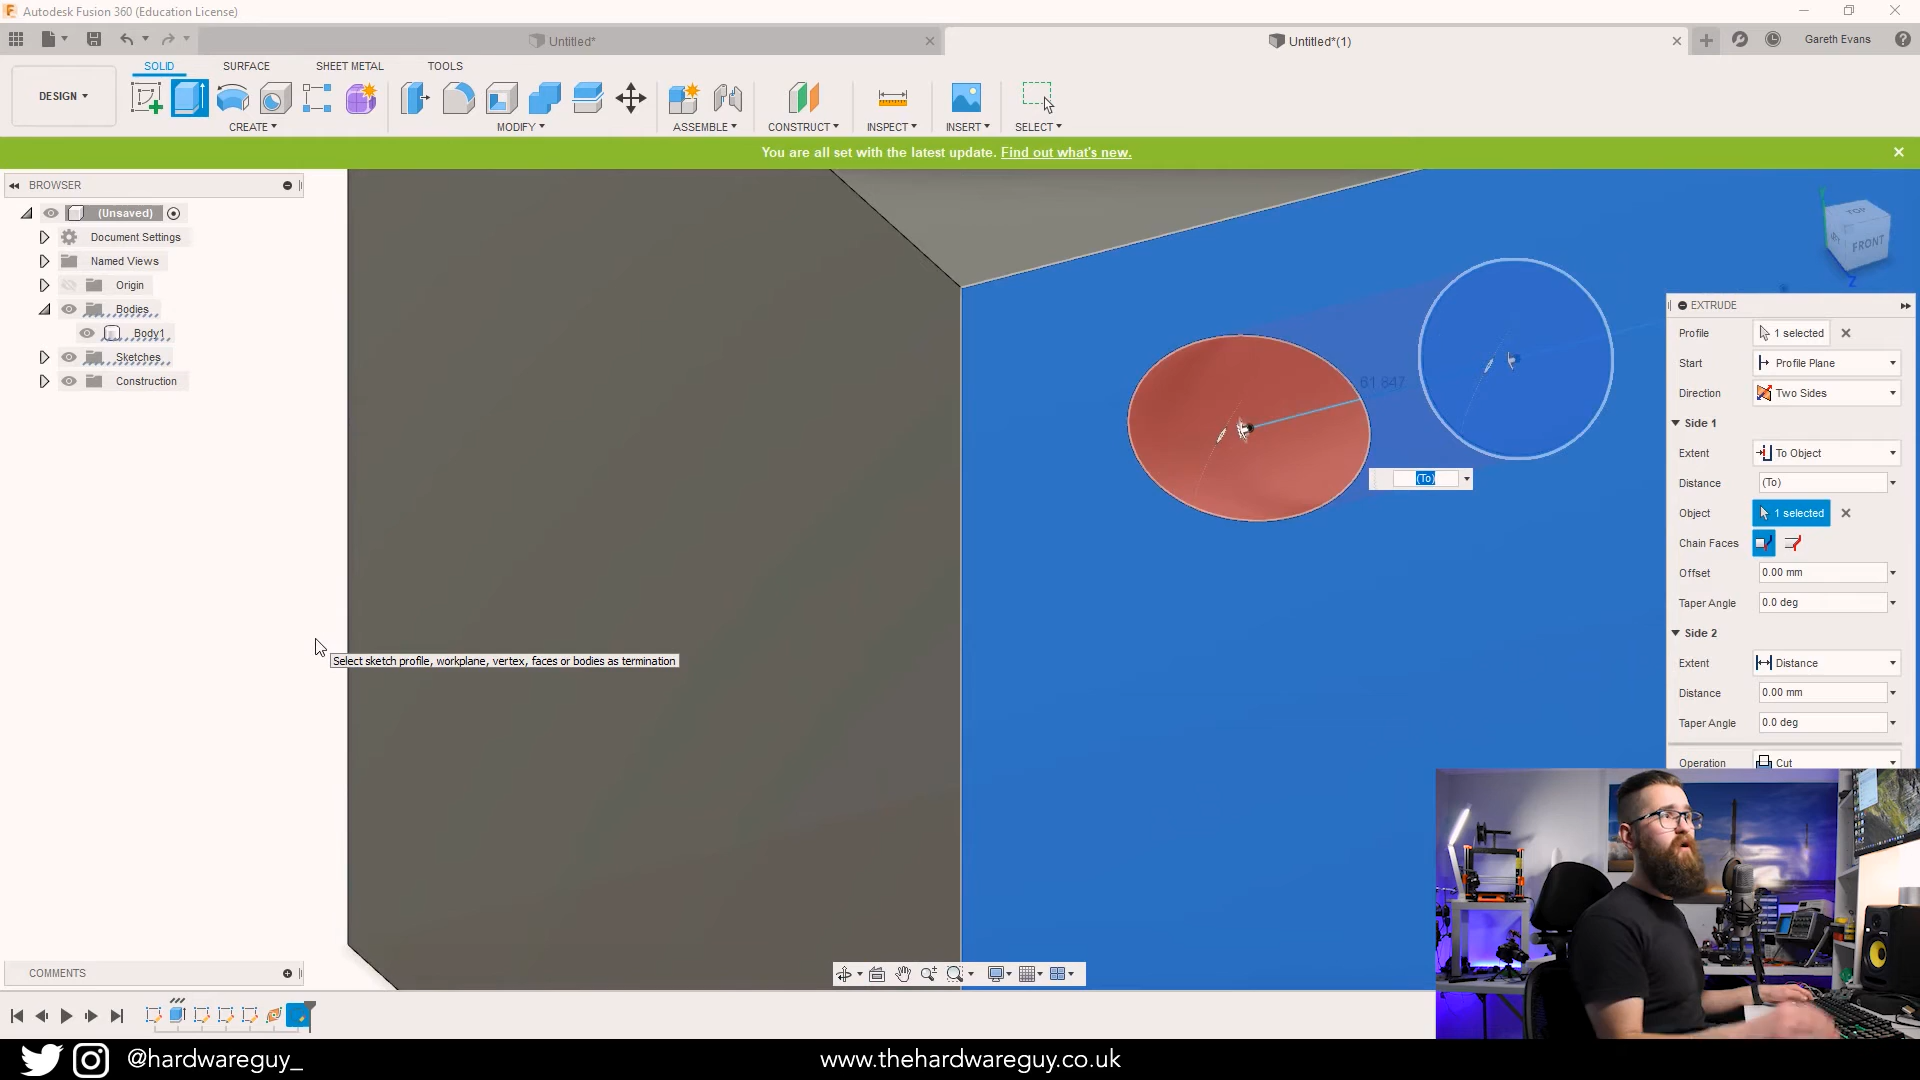 Autodesk Fusion 360 (Education License)
Untitled*
Untitled*(1)
Gareth Evans
DESIGN
SOLID
SURFACE
SHEET METAL
TOOLS
CREATE
MODIFY
ASSEMBLE
CONSTRUCT
INSPECT
INSERT
SELECT
You are all set with the latest update. Find out what's new.
BROWSER
(Unsaved)
Document Settings
Named Views
Origin
Bodies
Body1
Sketches
Construction
TOP
FRONT
Y
Z
61.847
(To)
EXTRUDE
Profile 1 selected
Start Profile Plane
Direction Two Sides
Side 1
Extent To Object
Distance (To)
Object 1 selected
Chain Faces
Offset 0.00 mm
Taper Angle 0.0 deg
Side 2
Extent Distance
Distance 0.00 mm
Taper Angle 0.0 deg
Operation Cut
Select sketch profile, workplane, vertex, faces or bodies as termination
COMMENTS
@hardwareguy_
www.thehardwareguy.co.uk